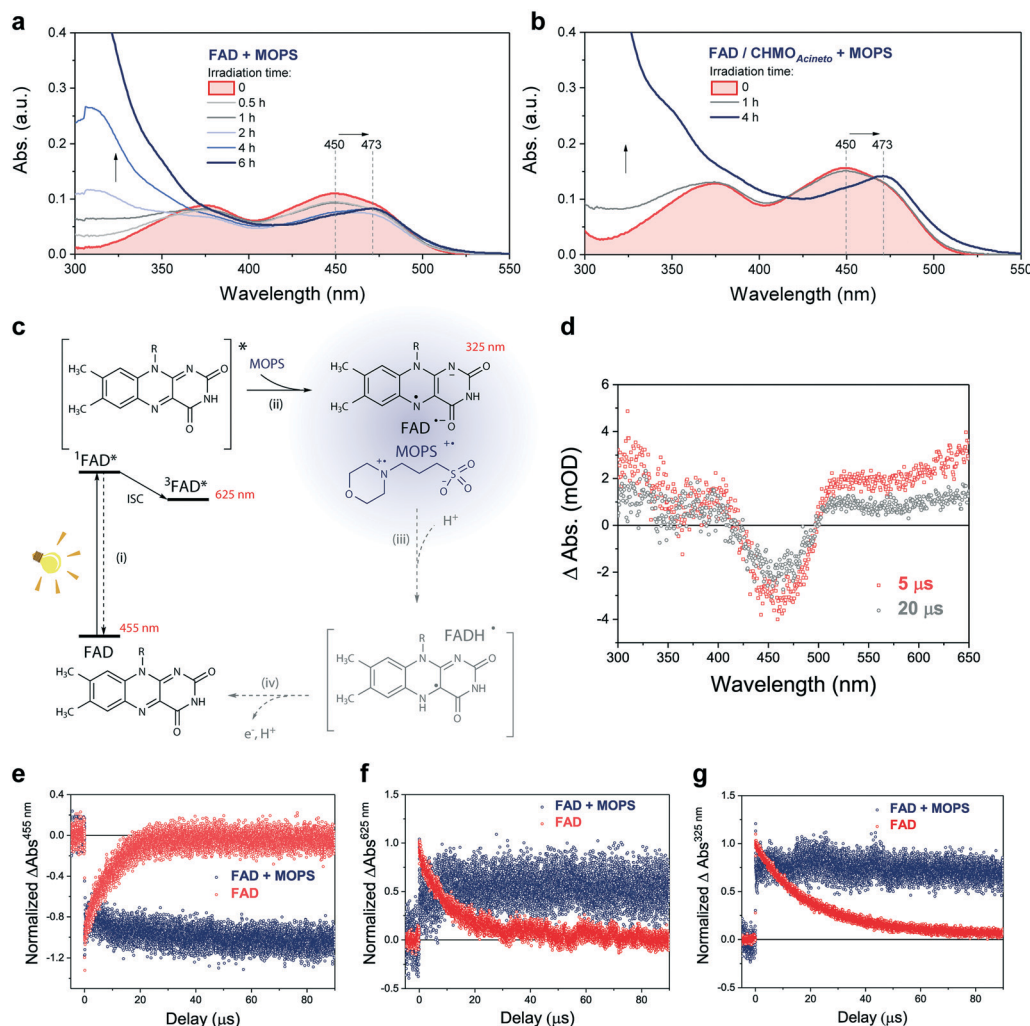 a
FAD + MOPS
Irradiation time:
0
0.5 h
1 h
2 h
4 h
6 h
450
473
0.4
0.3
0.2
0.1
0.0
Abs. (a.u.)
300 350 400 450 500 550
Wavelength (nm)
b
FAD / CHMOAcineto + MOPS
Irradiation time:
0
1 h
4 h
450
473
0.4
0.3
0.2
0.1
0.0
Abs. (a.u.)
300 350 400 450 500 550
Wavelength (nm)
c
R
H₃C
H₃C
N
N
N
NH
O
O
*
MOPS
(ii)
R
325 nm
H₃C
H₃C
N
N
N
NH
O
O
FAD •−
MOPS +•
+•
N
O
S
O
O
O
¹FAD*
ISC
³FAD*
625 nm
(i)
(iii)
H⁺
455 nm
FAD
R
H₃C
H₃C
N
N
N
NH
O
O
(iv)
e⁻, H⁺
FADH •
R
H₃C
H₃C
N
N
N
H
NH
O
O
d
6
4
2
0
-2
-4
Δ Abs. (mOD)
5 µs
20 µs
300 350 400 450 500 550 600 650
Wavelength (nm)
e
0.4
0.0
-0.4
-0.8
-1.2
Normalized ΔAbs⁴⁵⁵ ⁿᵐ
FAD + MOPS
FAD
0 20 40 60 80
Delay (µs)
f
1.5
1.0
0.5
0.0
0.5
Normalized ΔAbs⁶²⁵ ⁿᵐ
FAD + MOPS
FAD
0 20 40 60 80
Delay (µs)
g
1.5
1.0
0.5
0.0
-0.5
Normalized Δ Abs³²⁵ ⁿᵐ
FAD + MOPS
FAD
0 20 40 60 80
Delay (µs)